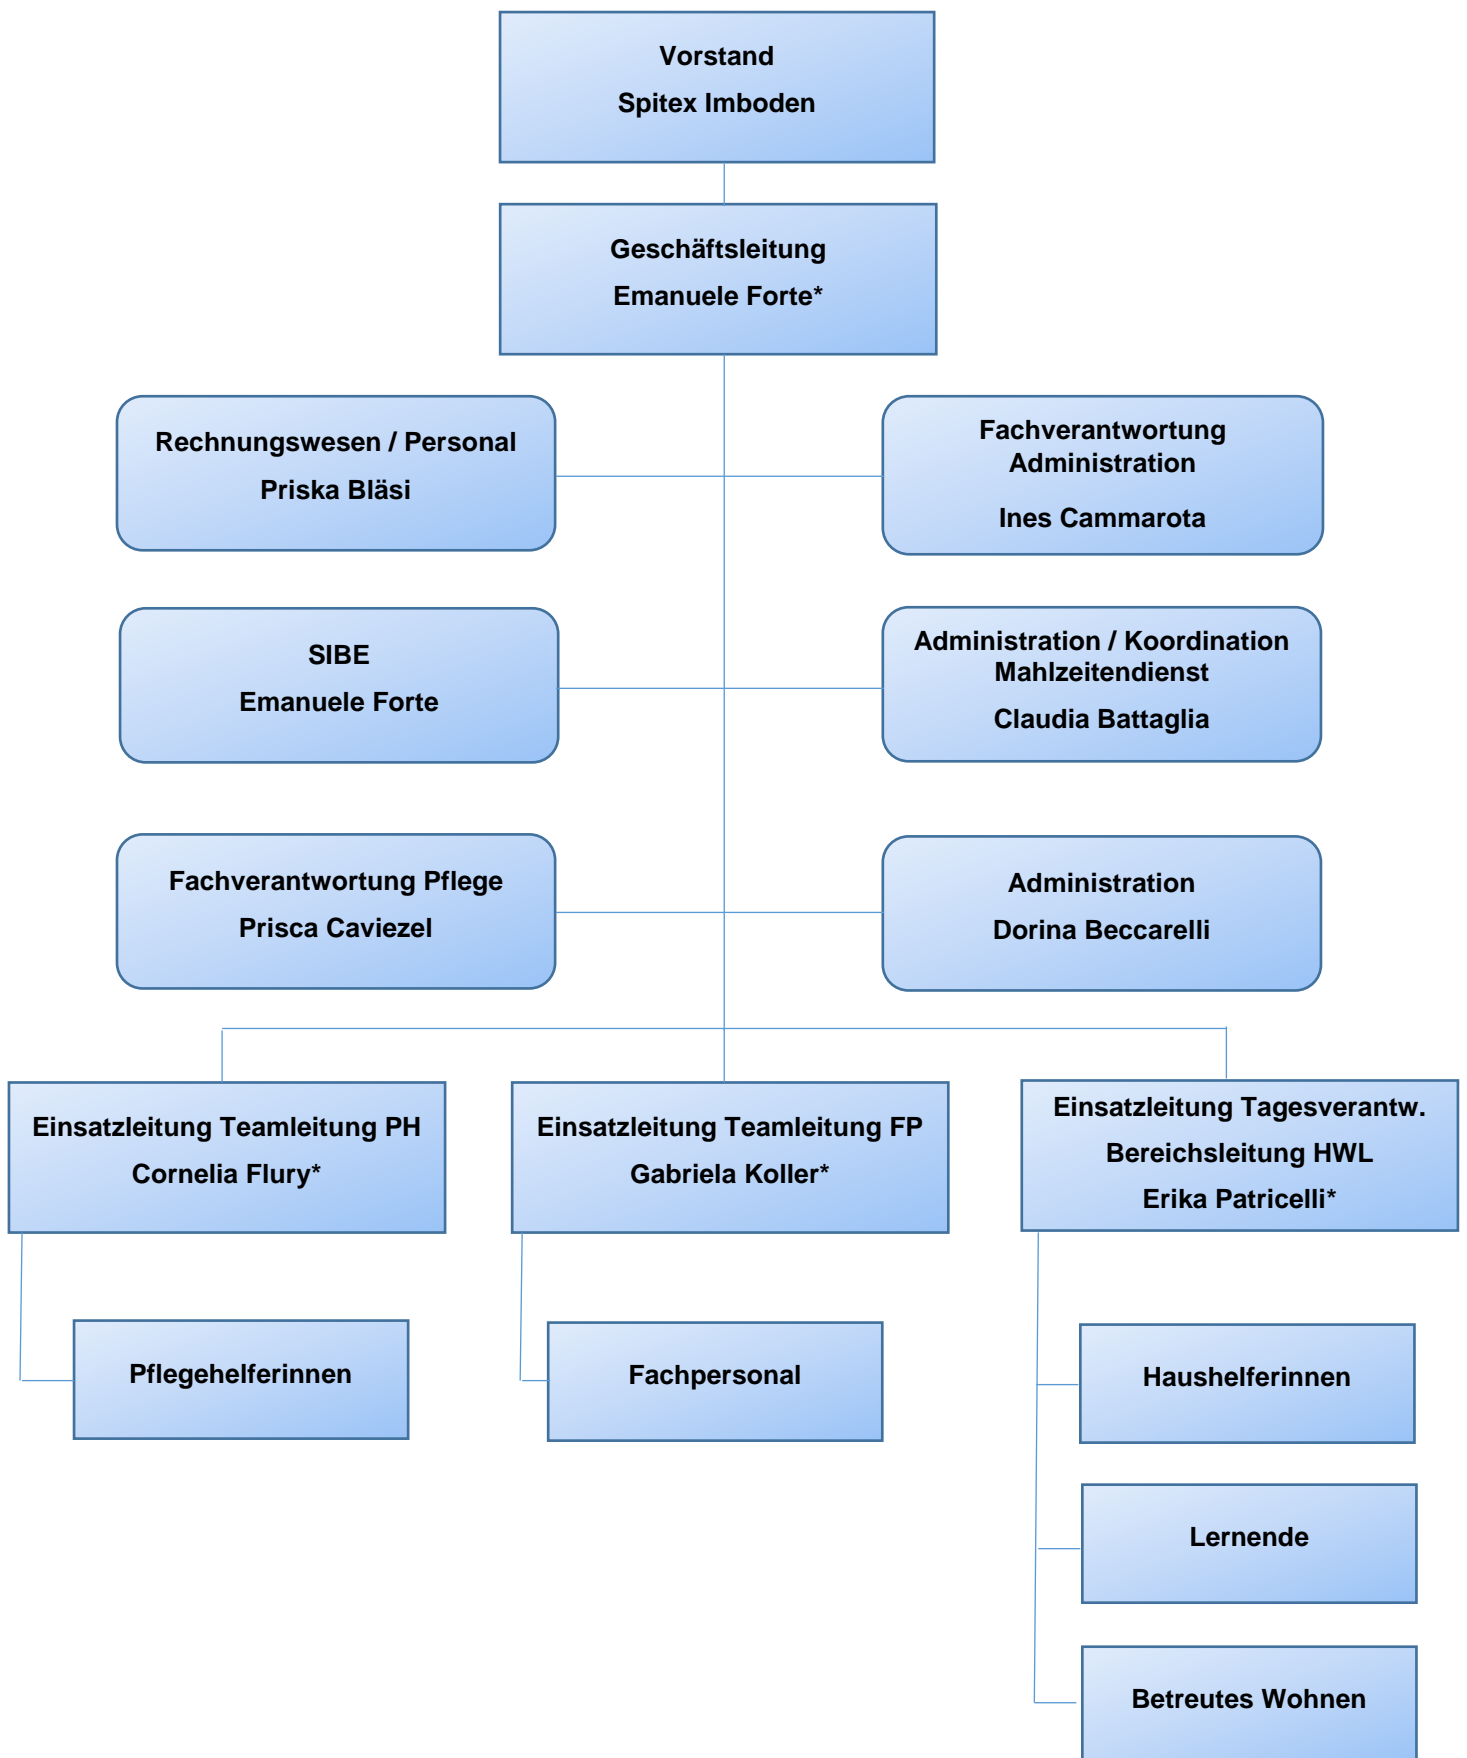 Vorstand
Spitex Imboden
Geschäftsleitung
Emanuele Forte*
Rechnungswesen / Personal
Priska Bläsi
Fachverantwortung
Administration
Ines Cammarota
SIBE
Emanuele Forte
Administration / Koordination
Mahlzeitendienst
Claudia Battaglia
Fachverantwortung Pflege
Prisca Caviezel
Administration
Dorina Beccarelli
Einsatzleitung Teamleitung PH
Cornelia Flury*
Einsatzleitung Teamleitung FP
Gabriela Koller*
Einsatzleitung Tagesverantw.
Bereichsleitung HWL
Erika Patricelli*
Pflegehelferinnen
Fachpersonal
Haushelferinnen
Lernende
Betreutes Wohnen